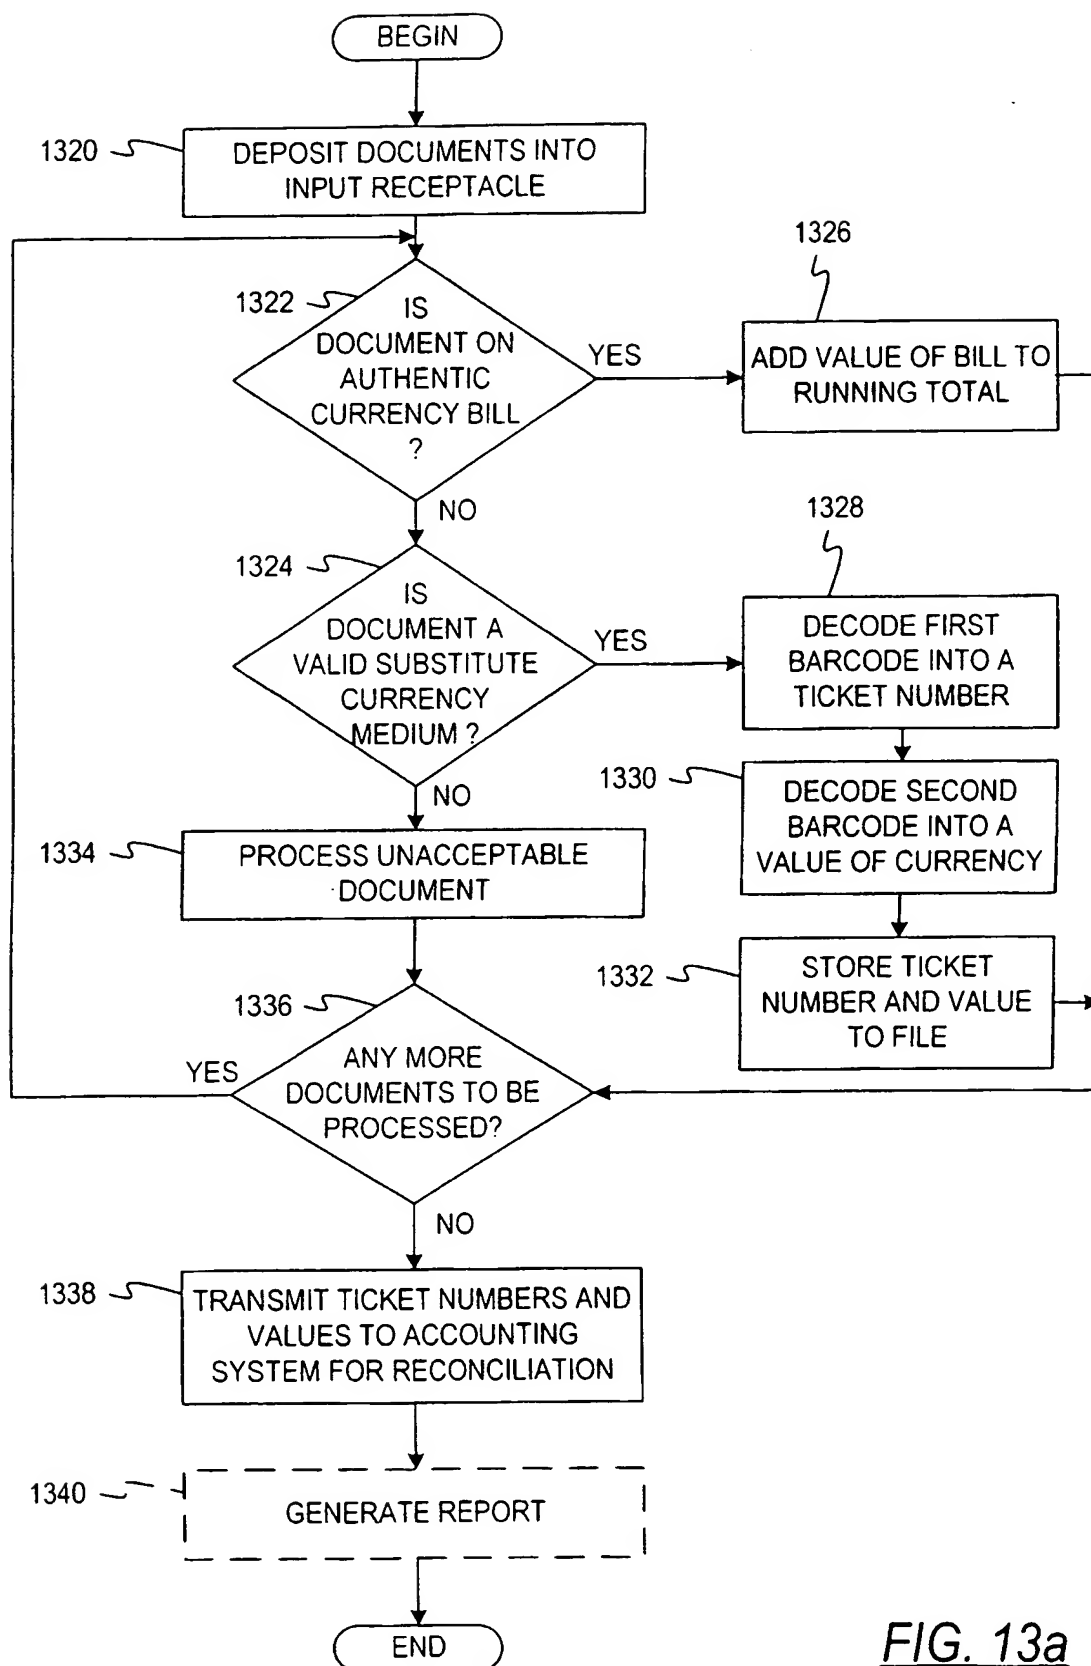 BEGIN
1320
DEPOSIT DOCUMENTS INTO
INPUT RECEPTACLE
1322
IS
DOCUMENT ON
AUTHENTIC
CURRENCY BILL
?
YES
1326
ADD VALUE OF BILL TO
RUNNING TOTAL
NO
1324
IS
DOCUMENT A
VALID SUBSTITUTE
CURRENCY
MEDIUM ?
YES
1328
DECODE FIRST
BARCODE INTO A
TICKET NUMBER
1330
DECODE SECOND
BARCODE INTO A
VALUE OF CURRENCY
1332
STORE TICKET
NUMBER AND VALUE
TO FILE
NO
1334
PROCESS UNACCEPTABLE
DOCUMENT
1336
ANY MORE
DOCUMENTS TO BE
PROCESSED?
YES
NO
1338
TRANSMIT TICKET NUMBERS AND
VALUES TO ACCOUNTING
SYSTEM FOR RECONCILIATION
1340
GENERATE REPORT
END
FIG. 13a